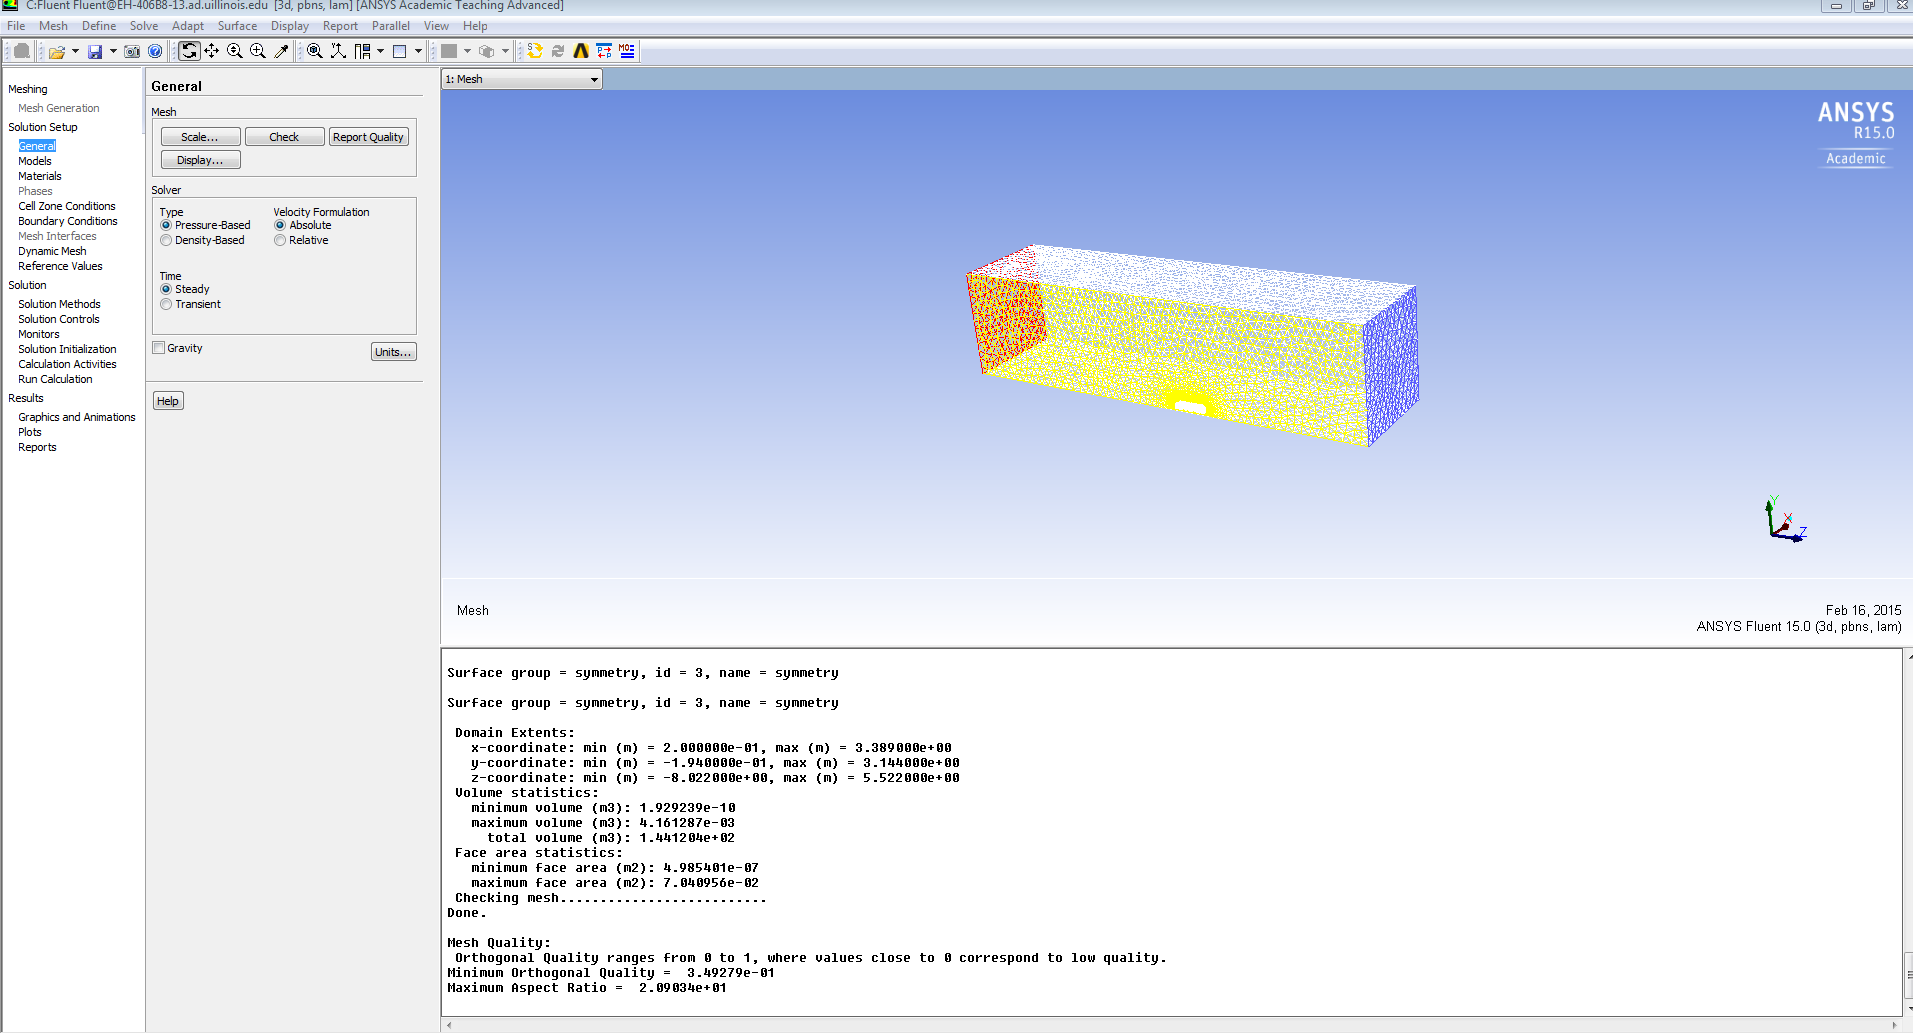 C:Fluent Fluent@EH-406B8-13.ad.uillinois.edu [3d, pbns, lam] [ANSYS Academic Teaching Advanced]
File Mesh Define Solve Adapt Surface Display Report Parallel View Help
Meshing
Mesh Generation
Solution Setup
General
Models
Materials
Phases
Cell Zone Conditions
Boundary Conditions
Mesh Interfaces
Dynamic Mesh
Reference Values
Solution
Solution Methods
Solution Controls
Monitors
Solution Initialization
Calculation Activities
Run Calculation
Results
Graphics and Animations
Plots
Reports
General
Mesh
Scale... Check Report Quality
Display...
Solver
Type Velocity Formulation
Pressure-Based Absolute
Density-Based Relative
Time
Steady
Transient
Gravity
Units...
Help
1: Mesh
ANSYS
R15.0
Academic
Y
X
Z
Mesh
Feb 16, 2015
ANSYS Fluent 15.0 (3d, pbns, lam)
Surface group = symmetry, id = 3, name = symmetry
Surface group = symmetry, id = 3, name = symmetry
Domain Extents:
x-coordinate: min (m) = 2.000000e-01, max (m) = 3.389000e+00
y-coordinate: min (m) = -1.940000e-01, max (m) = 3.144000e+00
z-coordinate: min (m) = -8.022000e+00, max (m) = 5.522000e+00
Volume statistics:
minimum volume (m3): 1.929239e-10
maximum volume (m3): 4.161287e-03
total volume (m3): 1.441204e+02
Face area statistics:
minimum face area (m2): 4.985401e-07
maximum face area (m2): 7.040956e-02
Checking mesh..........................
Done.
Mesh Quality:
Orthogonal Quality ranges from 0 to 1, where values close to 0 correspond to low quality.
Minimum Orthogonal Quality = 3.49279e-01
Maximum Aspect Ratio = 2.09034e+01